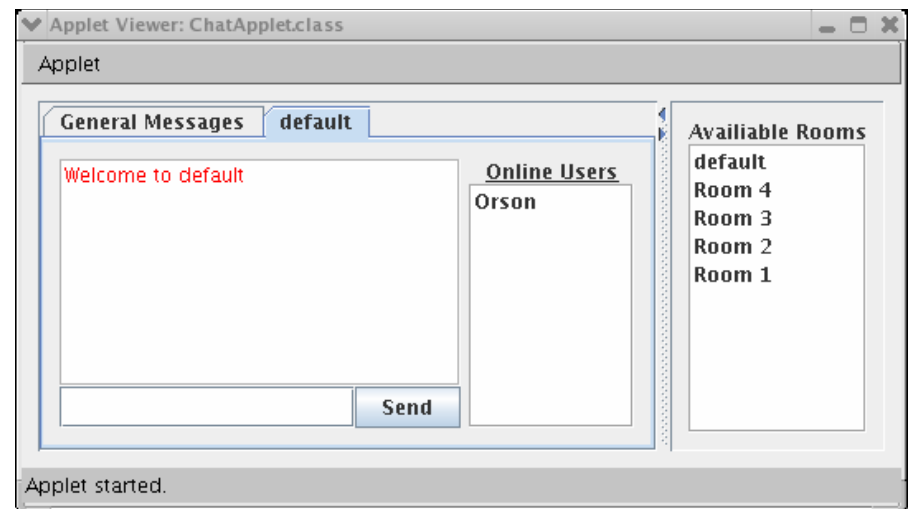 Applet Viewer: ChatApplet.class
Applet
General Messages
default
Welcome to default
Send
Online Users
Orson
Availiable Rooms
default
Room 4
Room 3
Room 2
Room 1
Applet started.